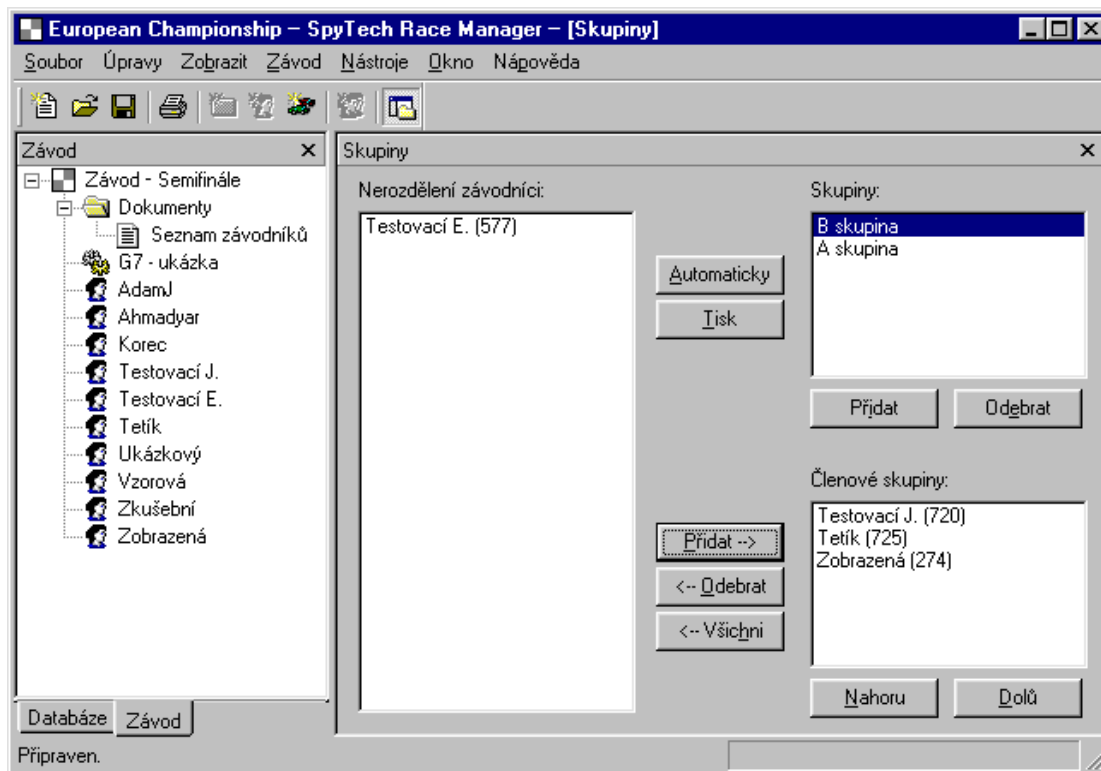 European Championship – SpyTech Race Manager – [Skupiny]
Soubor Úpravy Zobrazit Závod Nástroje Okno Nápověda
Závod
Závod - Semifinále
Dokumenty
Seznam závodníků
G7 - ukázka
AdamJ
Ahmadyar
Korec
Testovací J.
Testovací E.
Tetík
Ukázkový
Vzorová
Zkušební
Zobrazená
Databáze Závod
Skupiny
Nerozdělení závodníci:
Testovací E. (577)
Automaticky
Tisk
Přidat -->
<-- Odebrat
<-- Všichni
Skupiny:
B skupina
A skupina
Přidat Odebrat
Členové skupiny:
Testovací J. (720)
Tetík (725)
Zobrazená (274)
Nahoru Dolů
Připraven.